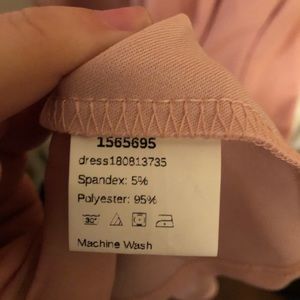 1565695
dress180813735
Spandex: 5%
Polyester: 95%
30°
Machine Wash